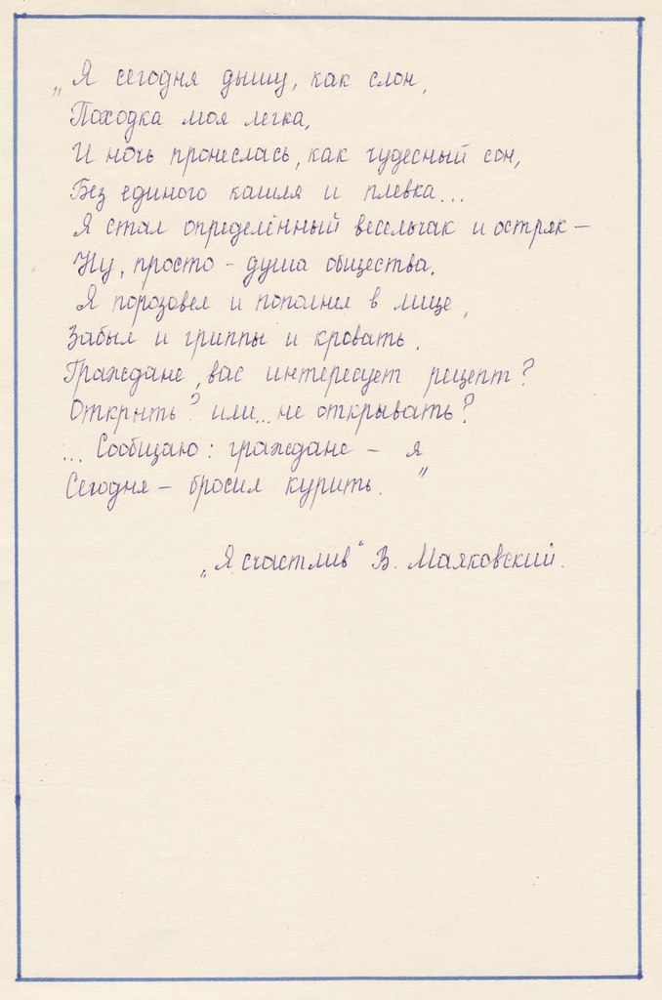 „Я сегодня дышу, как слон,
Походка моя легка,
И ночь пронеслась, как чудесный сон,
Без единого кашля и плевка...
Я стал определённый весельчак и остряк —
Ну, просто – душа общества.
Я порозовел и пополнел в лице,
Забыл и гриппы и кровать.
Граждане, вас интересует рецепт?
Открыть? или... не открывать?
... Сообщаю: граждане – я
Сегодня – бросил курить."
„Я счастлив" В. Маяковский.